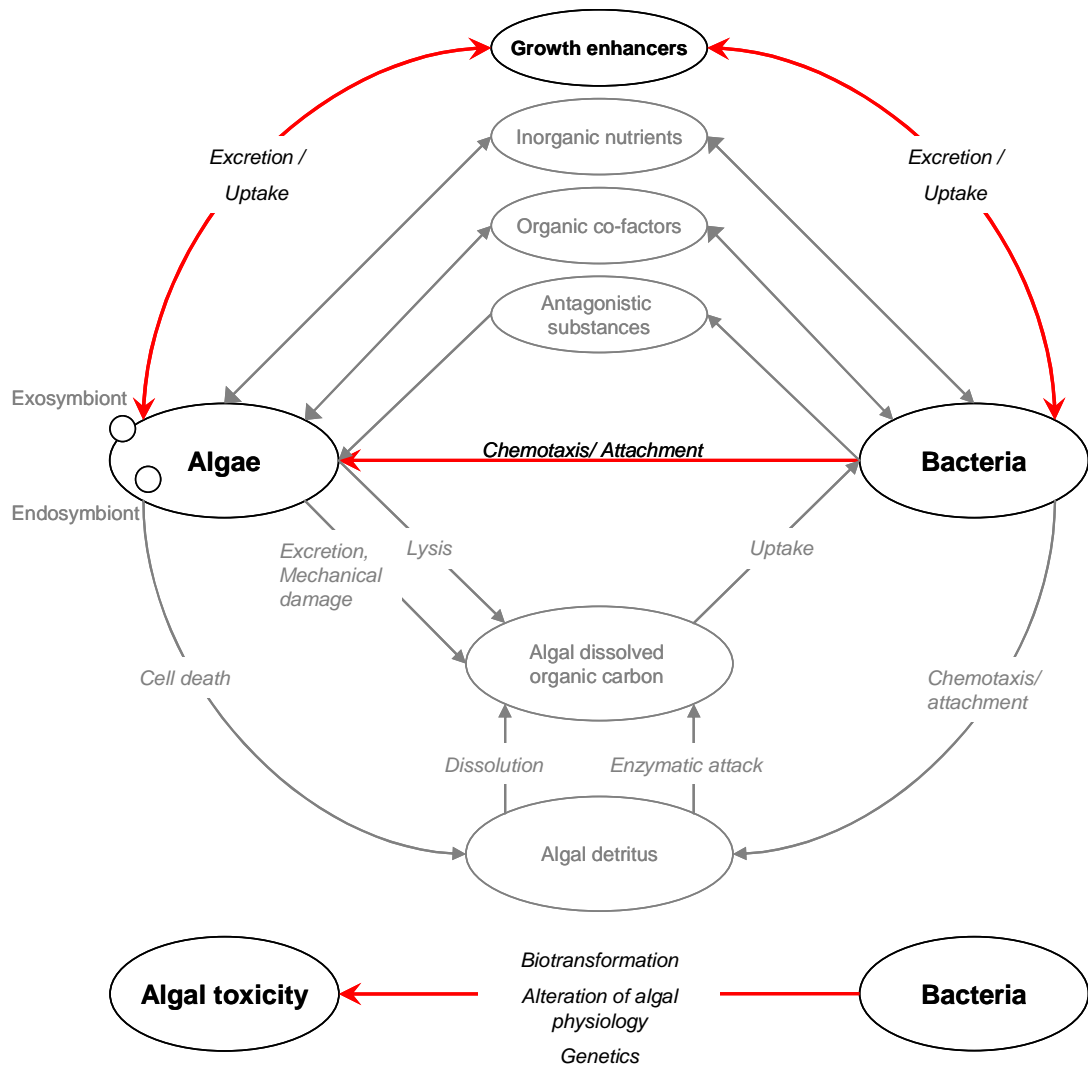 Growth enhancers
Inorganic nutrients
Excretion /
Uptake
Excretion /
Uptake
Organic co-factors
Antagonistic
substances
Exosymbiont
Algae
Chemotaxis/ Attachment
Bacteria
Endosymbiont
Excretion,
Mechanical
damage
Lysis
Uptake
Cell death
Algal dissolved
organic carbon
Chemotaxis/
attachment
Dissolution
Enzymatic attack
Algal detritus
Algal toxicity
Biotransformation
Alteration of algal
physiology
Genetics
Bacteria